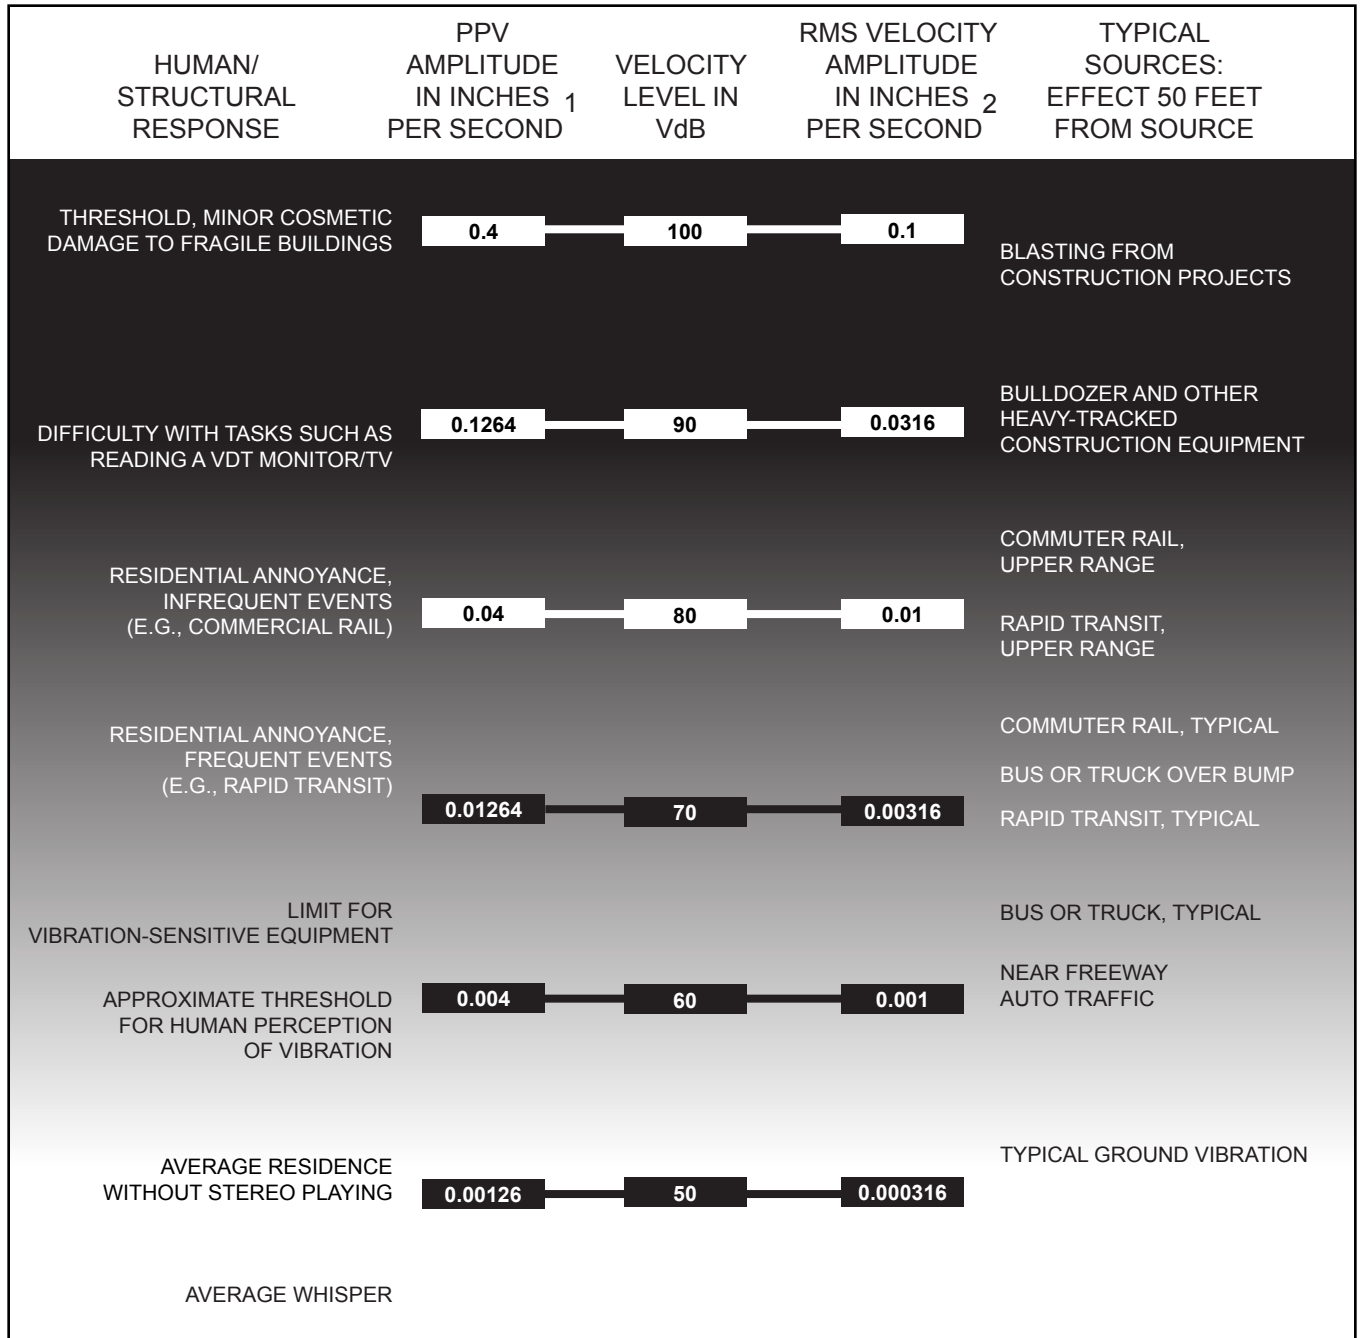 HUMAN/
STRUCTURAL
RESPONSE
PPV
AMPLITUDE
IN INCHES 1
PER SECOND
VELOCITY
LEVEL IN
VdB
RMS VELOCITY
AMPLITUDE
IN INCHES 2
PER SECOND
TYPICAL
SOURCES:
EFFECT 50 FEET
FROM SOURCE
THRESHOLD, MINOR COSMETIC
DAMAGE TO FRAGILE BUILDINGS
0.4 100 0.1
BLASTING FROM
CONSTRUCTION PROJECTS
DIFFICULTY WITH TASKS SUCH AS
READING A VDT MONITOR/TV
0.1264 90 0.0316
BULLDOZER AND OTHER
HEAVY-TRACKED
CONSTRUCTION EQUIPMENT
COMMUTER RAIL,
UPPER RANGE
RESIDENTIAL ANNOYANCE,
INFREQUENT EVENTS
(E.G., COMMERCIAL RAIL)
0.04 80 0.01
RAPID TRANSIT,
UPPER RANGE
RESIDENTIAL ANNOYANCE,
FREQUENT EVENTS
(E.G., RAPID TRANSIT)
COMMUTER RAIL, TYPICAL
BUS OR TRUCK OVER BUMP
0.01264 70 0.00316
RAPID TRANSIT, TYPICAL
LIMIT FOR
VIBRATION-SENSITIVE EQUIPMENT
BUS OR TRUCK, TYPICAL
APPROXIMATE THRESHOLD
FOR HUMAN PERCEPTION
OF VIBRATION
0.004 60 0.001
NEAR FREEWAY
AUTO TRAFFIC
AVERAGE RESIDENCE
WITHOUT STEREO PLAYING
0.00126 50 0.000316
TYPICAL GROUND VIBRATION
AVERAGE WHISPER